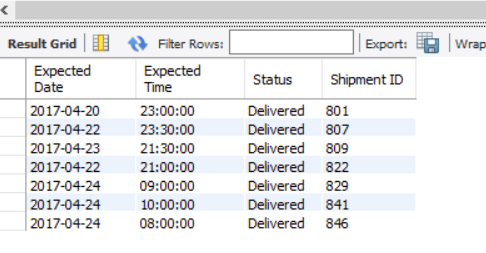 Result Grid Filter Rows: Export: Wrap
Expected Date Expected Time Status Shipment ID
2017-04-20 23:00:00 Delivered 801
2017-04-22 23:30:00 Delivered 807
2017-04-23 21:30:00 Delivered 809
2017-04-22 21:00:00 Delivered 822
2017-04-24 09:00:00 Delivered 829
2017-04-24 10:00:00 Delivered 841
2017-04-24 08:00:00 Delivered 846